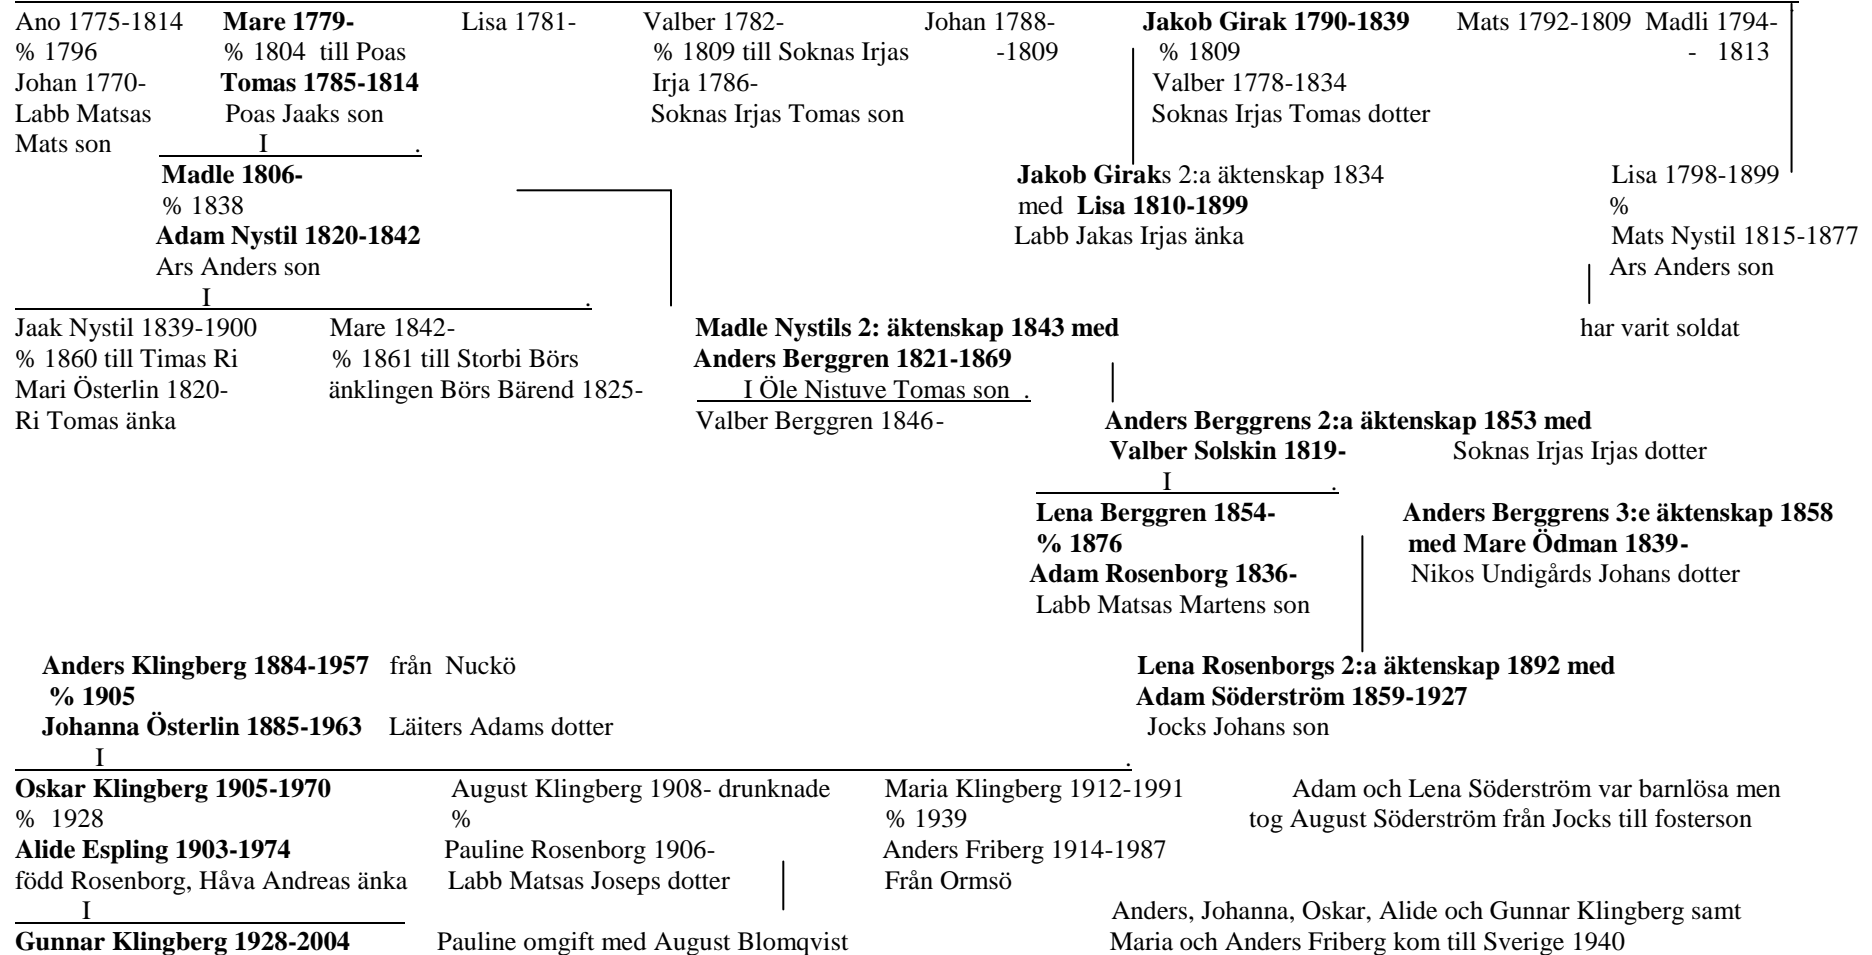 Ano 1775-1814 Mare 1779- Lisa 1781- Valber 1782- Johan 1788- Jakob Girak 1790-1839 Mats 1792-1809 Madli 1794-
% 1796 % 1804 till Poas % 1809 till Soknas Irjas -1809 % 1809 - 1813
Johan 1770- Tomas 1785-1814 Irja 1786- Valber 1778-1834
Labb Matsas Poas Jaaks son Soknas Irjas Tomas son Soknas Irjas Tomas dotter
Mats son I .
Madle 1806- Jakob Giraks 2:a äktenskap 1834 Lisa 1798-1899
% 1838 med Lisa 1810-1899 %
Adam Nystil 1820-1842 Labb Jakas Irjas änka Mats Nystil 1815-1877
Ars Anders son Ars Anders son
I .
Jaak Nystil 1839-1900 Mare 1842- Madle Nystils 2: äktenskap 1843 med har varit soldat
% 1860 till Timas Ri % 1861 till Storbi Börs Anders Berggren 1821-1869
Mari Österlin 1820- änklingen Börs Bärend 1825- I Öle Nistuve Tomas son .
Ri Tomas änka Valber Berggren 1846- Anders Berggrens 2:a äktenskap 1853 med
Valber Solskin 1819- Soknas Irjas Irjas dotter
I .
Lena Berggren 1854- Anders Berggrens 3:e äktenskap 1858
% 1876 med Mare Ödman 1839-
Adam Rosenborg 1836- Nikos Undigårds Johans dotter
Labb Matsas Martens son
Anders Klingberg 1884-1957 från Nuckö Lena Rosenborgs 2:a äktenskap 1892 med
% 1905 Adam Söderström 1859-1927
Johanna Österlin 1885-1963 Läiters Adams dotter Jocks Johans son
I .
Oskar Klingberg 1905-1970 August Klingberg 1908- drunknade Maria Klingberg 1912-1991 Adam och Lena Söderström var barnlösa men
% 1928 % % 1939 tog August Söderström från Jocks till fosterson
Alide Espling 1903-1974 Pauline Rosenborg 1906- Anders Friberg 1914-1987
född Rosenborg, Håva Andreas änka Labb Matsas Joseps dotter Från Ormsö
I Anders, Johanna, Oskar, Alide och Gunnar Klingberg samt
Gunnar Klingberg 1928-2004 Pauline omgift med August Blomqvist Maria och Anders Friberg kom till Sverige 1940